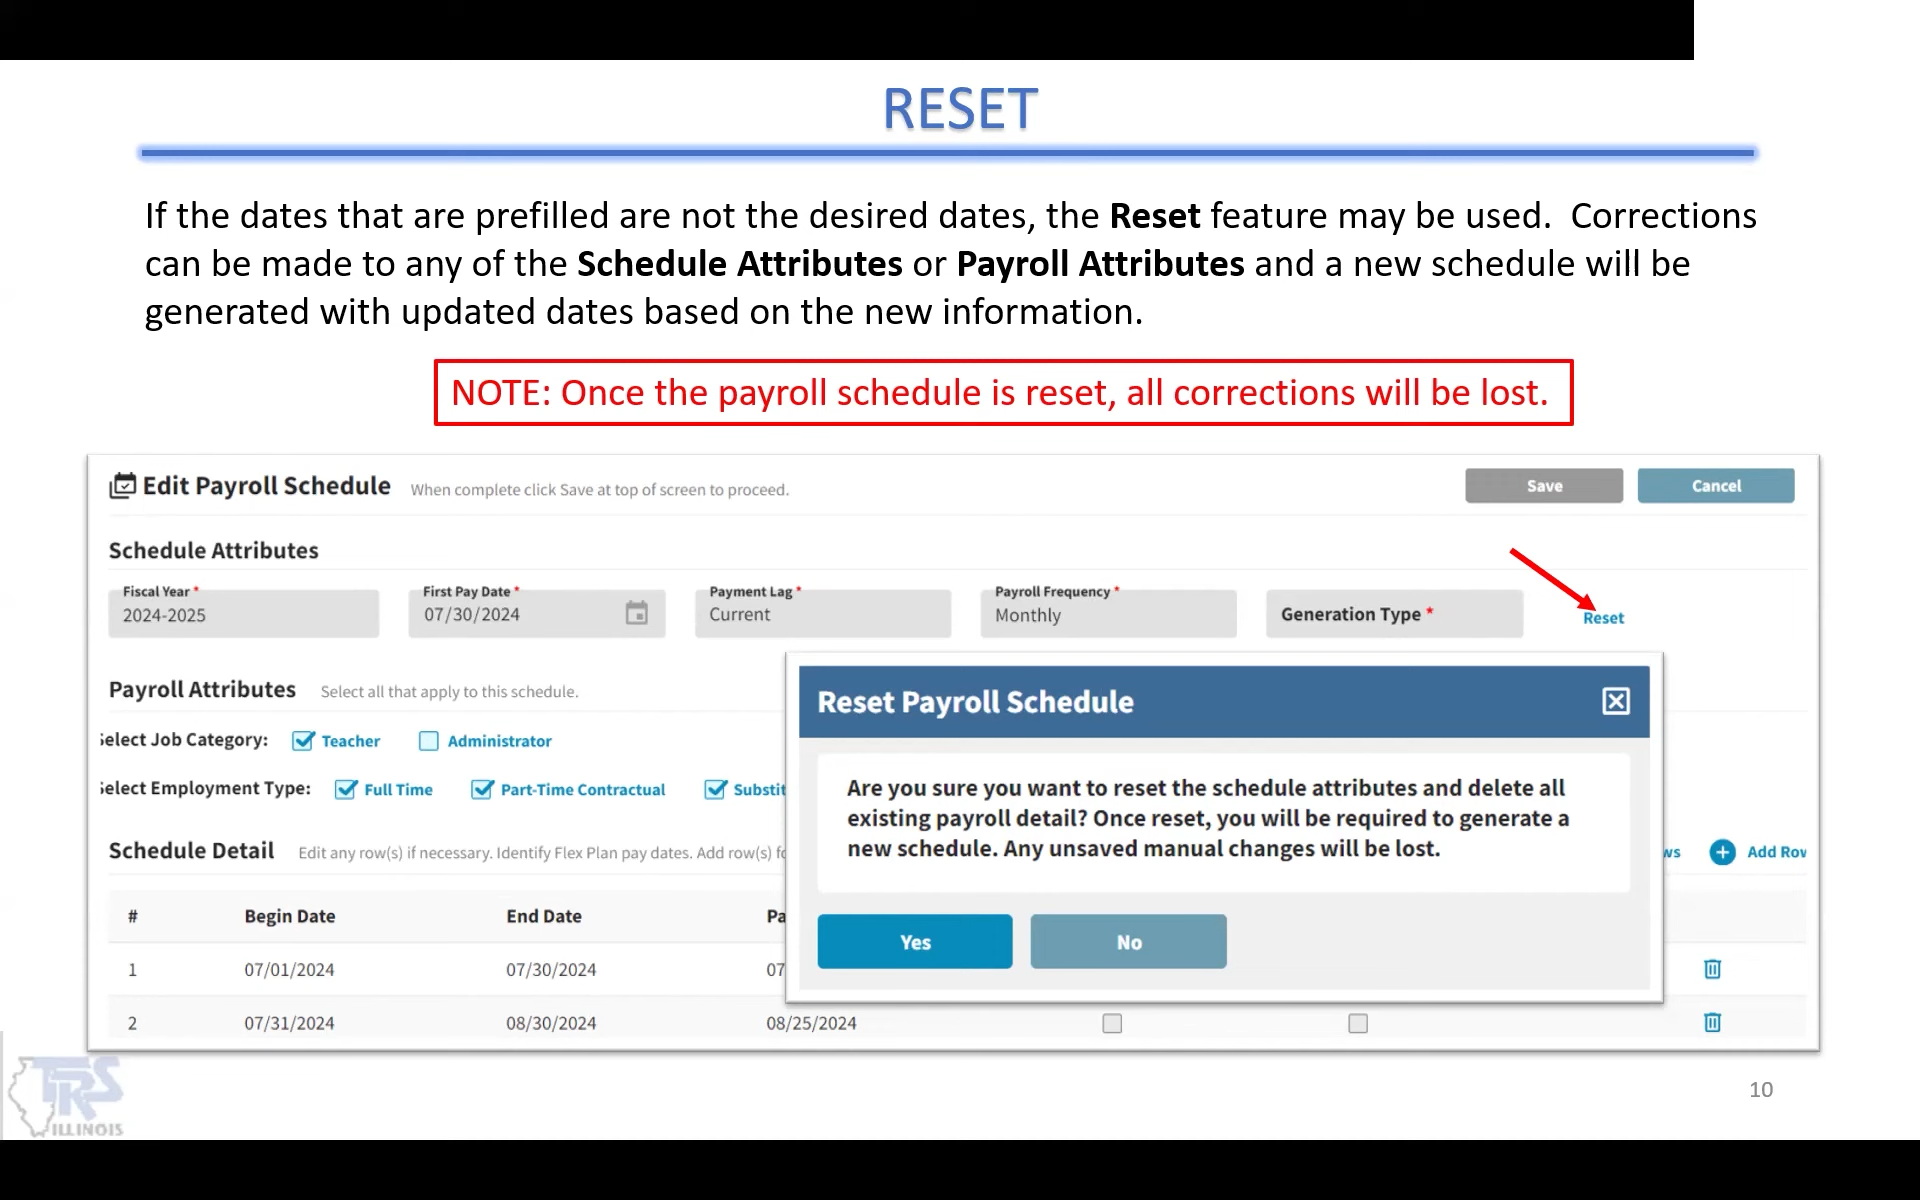 RESET
If the dates that are prefilled are not the desired dates, the Reset feature may be used.  Corrections
can be made to any of the Schedule Attributes or Payroll Attributes and a new schedule will be
generated with updated dates based on the new information.
NOTE: Once the payroll schedule is reset, all corrections will be lost.
Edit Payroll Schedule When complete click Save at top of screen to proceed. Save Cancel
Schedule Attributes
Fiscal Year * First Pay Date * Payment Lag * Payroll Frequency *
2024-2025 07/30/2024 Current Monthly Generation Type * Reset
Payroll Attributes Select all that apply to this schedule.
Reset Payroll Schedule
elect Job Category: Teacher Administrator
elect Employment Type: Full Time Part-Time Contractual Substit
Are you sure you want to reset the schedule attributes and delete all
existing payroll detail? Once reset, you will be required to generate a
new schedule. Any unsaved manual changes will be lost.
Schedule Detail Edit any row(s) if necessary. Identify Flex Plan pay dates. Add row(s) fo ws Add Row
# Begin Date End Date Pa
Yes No
1 07/01/2024 07/30/2024 07
2 07/31/2024 08/30/2024 08/25/2024
TRS
ILLINOIS
10